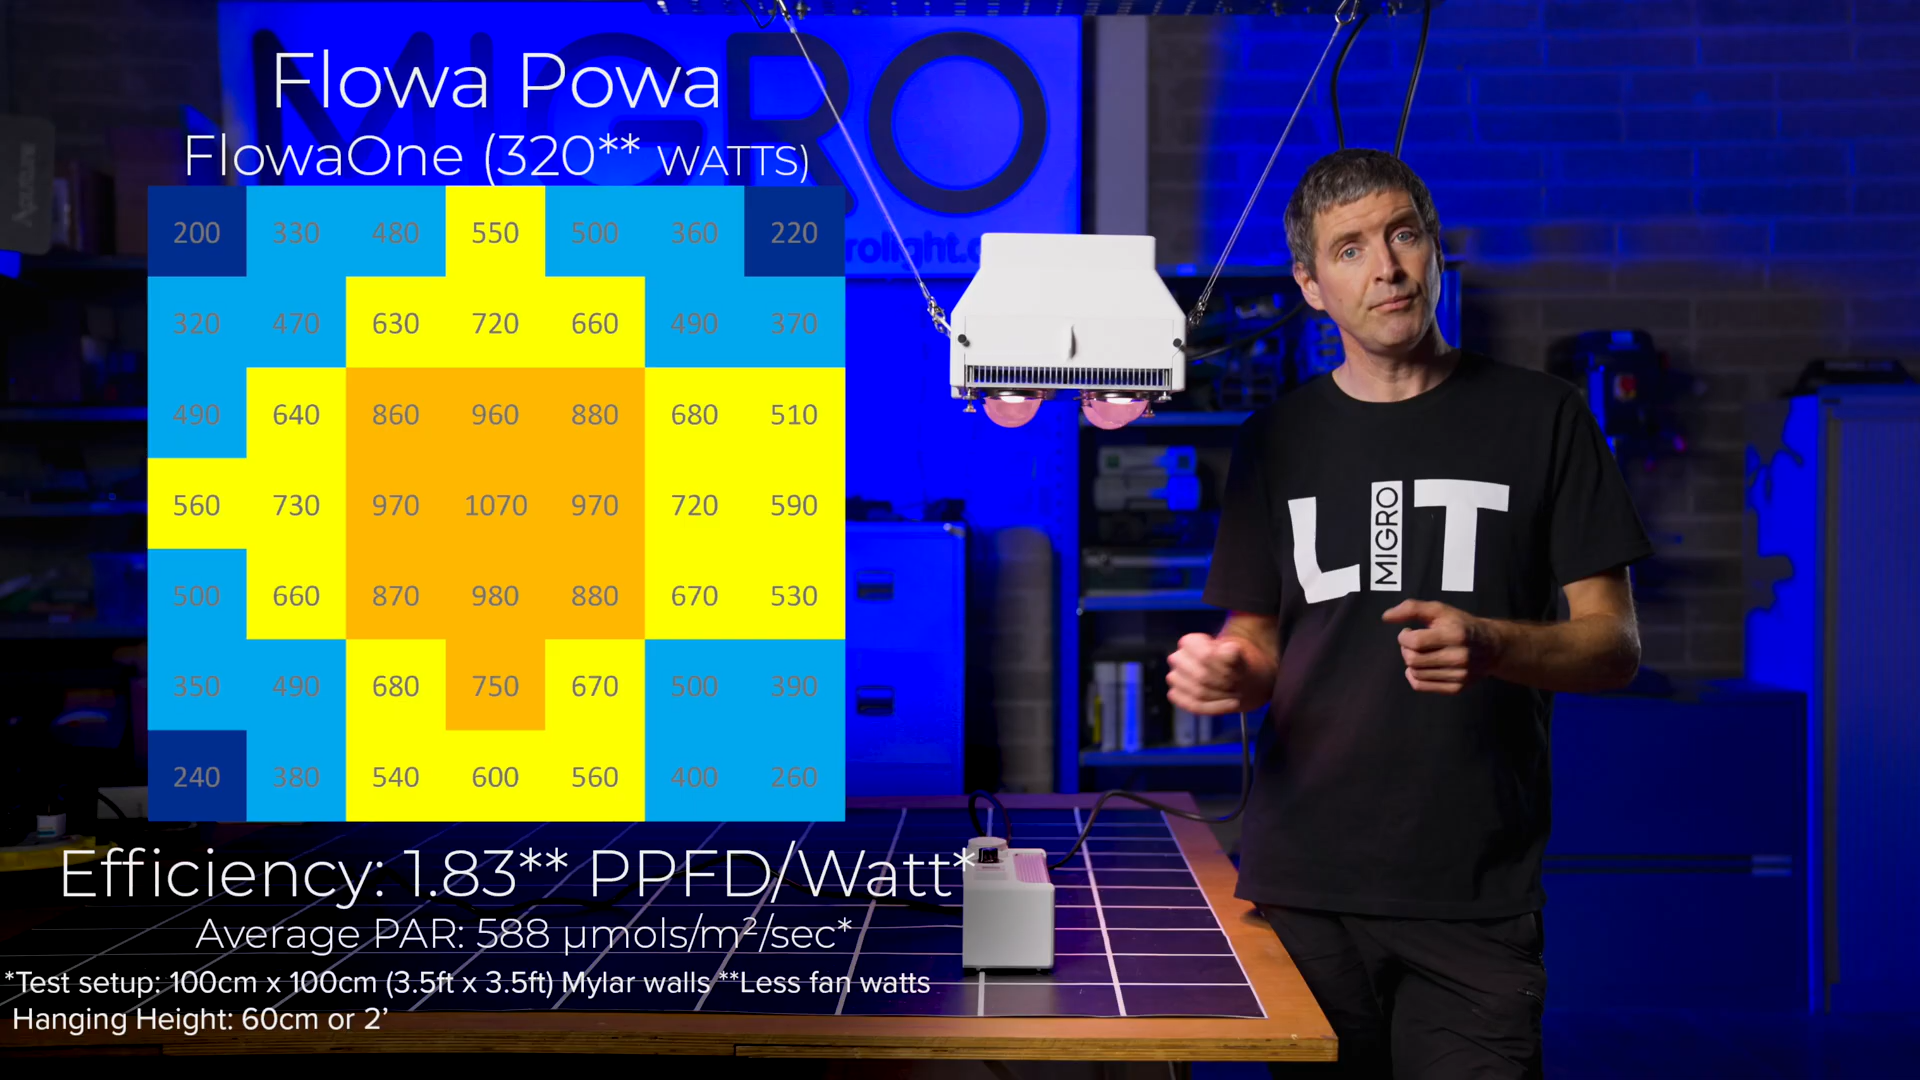 MIGRO
Flowa Powa
FlowaOne (320** WATTS)
rolight.c
200 330 480 550 500 360 220
320 470 630 720 660 490 370
490 640 860 960 880 680 510
560 730 970 1070 970 720 590
500 660 870 980 880 670 530
350 490 680 750 670 500 390
240 380 540 600 560 400 260
Efficiency: 1.83** PPFD/Watt*
Average PAR: 588 µmols/m²/sec*
*Test setup: 100cm x 100cm (3.5ft x 3.5ft) Mylar walls **Less fan watts
Hanging Height: 60cm or 2’
Aputure
L MIGRO T